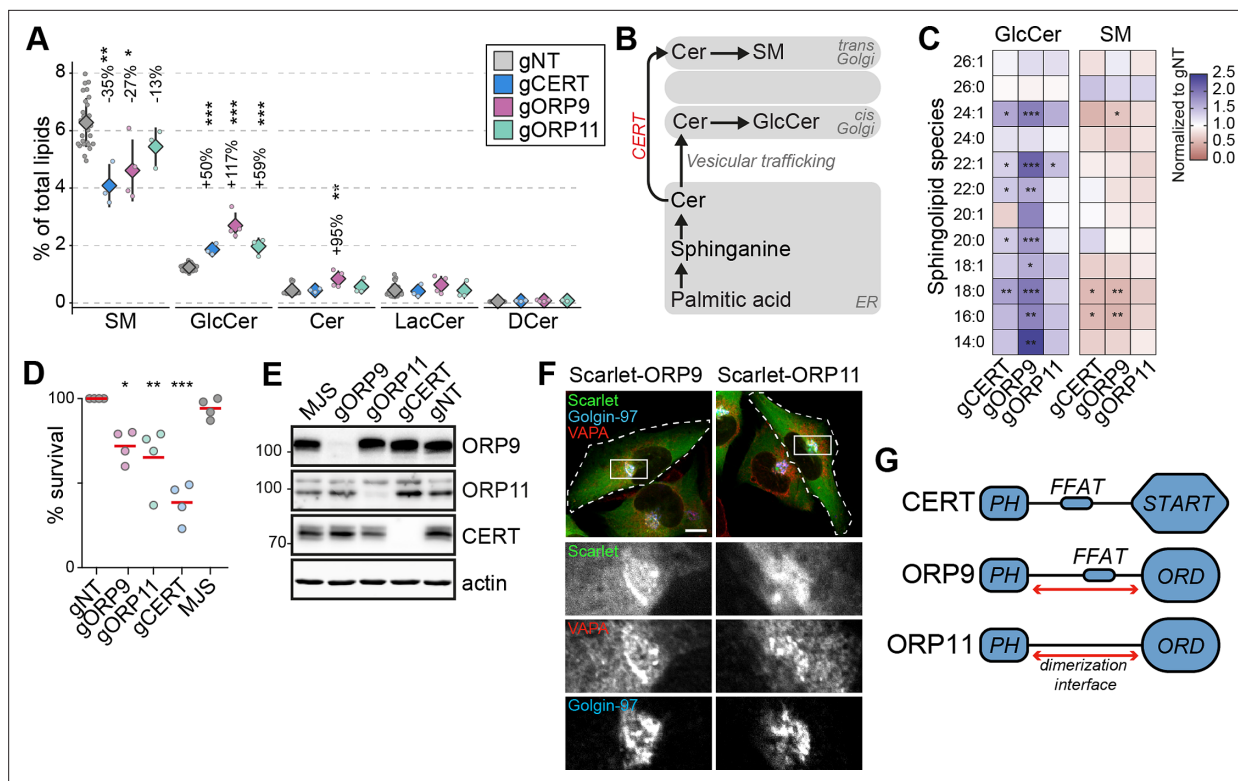 A
% of total lipids
8
6
4
2
0
-35% **
-27% *
-13%
+50% ***
+117% ***
+59% ***
+95% **
SM
GlcCer
Cer
LacCer
DCer
gNT
gCERT
gORP9
gORP11
B
Cer
SM
trans
Golgi
Cer
GlcCer
cis
Golgi
CERT
Vesicular trafficking
Cer
Sphinganine
Palmitic acid
ER
C
GlcCer
SM
Sphingolipid species
26:1
26:0
24:1 * *** *
24:0
22:1 * *** *
22:0 * **
20:1
20:0 * ***
18:1 *
18:0 ** *** * **
16:0 ** * **
14:0 **
gCERT
gORP9
gORP11
gCERT
gORP9
gORP11
2.5
2.0
1.5
1.0
0.5
0.0
Normalized to gNT
D
% survival
100
0
* ** ***
gNT
gORP9
gORP11
gCERT
MJS
E
MJS
gORP9
gORP11
gCERT
gNT
100
ORP9
100
ORP11
70
CERT
actin
F
Scarlet-ORP9
Scarlet-ORP11
Scarlet
Golgin-97
VAPA
Scarlet
VAPA
Golgin-97
G
CERT
PH
FFAT
START
ORP9
PH
FFAT
ORD
ORP11
PH
ORD
dimerization
interface